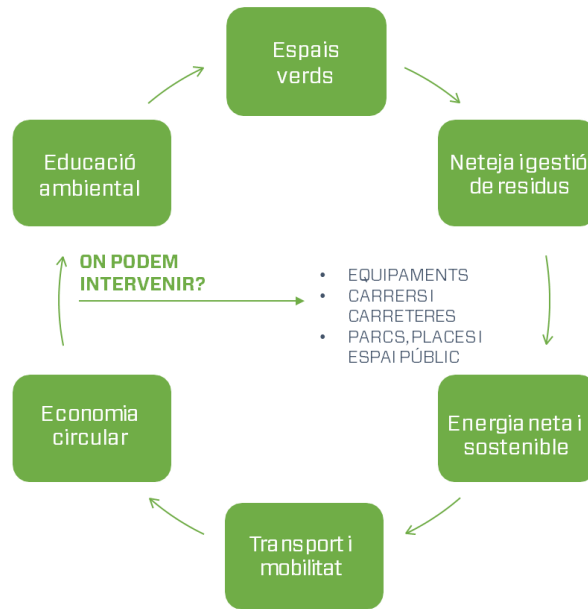 Espais
verds
Educació
ambiental
Neteja i gestió
de residus
ON PODEM
INTERVENIR?
• EQUIPAMENTS
• CARRERS I
CARRETERES
• PARCS, PLACES I
ESPAI PÚBLIC
Economia
circular
Energia neta i
sostenible
Transport i
mobilitat